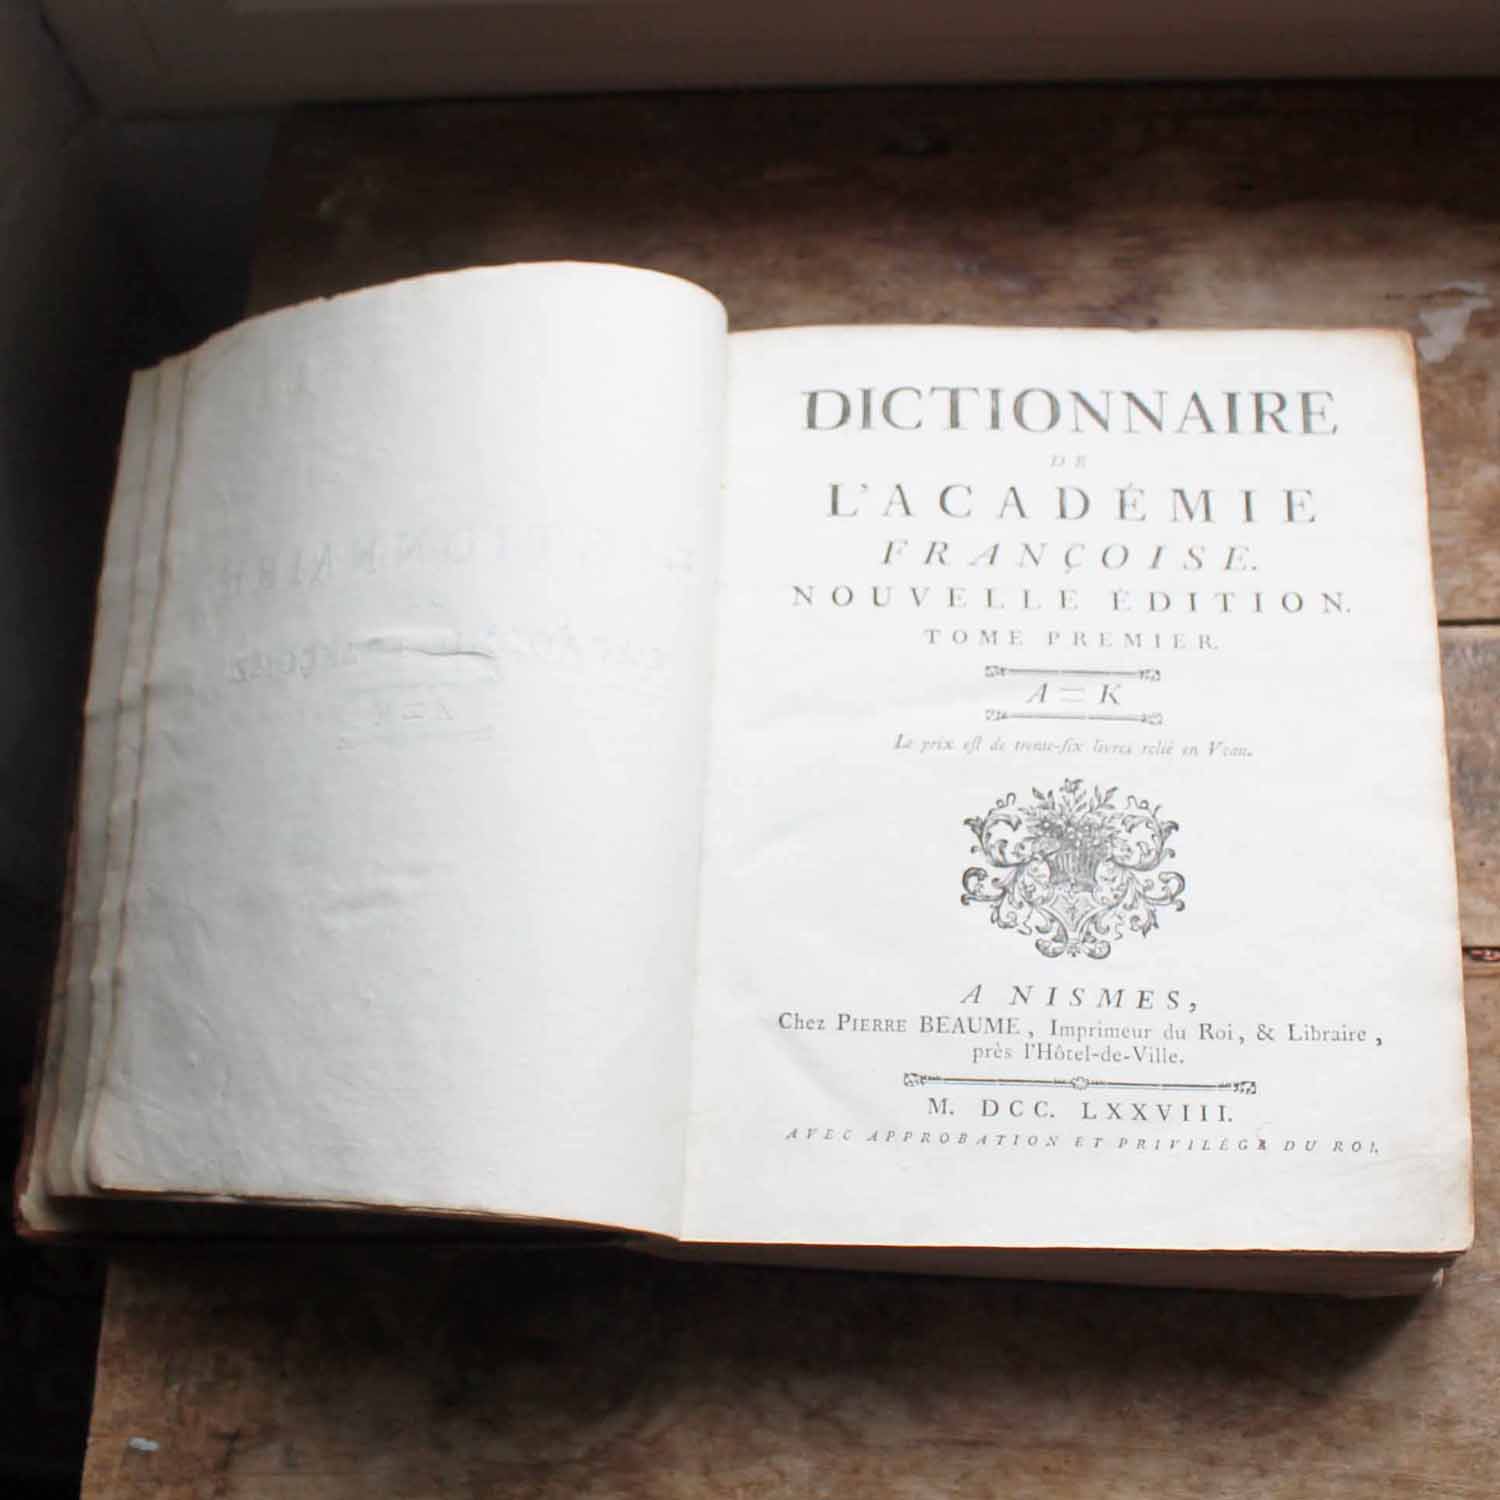 DICTIONNAIRE
DE
L'ACADÉMIE
FRANÇOISE.
NOUVELLE ÉDITION.
TOME PREMIER.
A = K
Le prix eſt de trente-ſix livres relié en Veau.
A NISMES,
Chez PIERRE BEAUME, Imprimeur du Roi, & Libraire,
près l'Hôtel-de-Ville.
M. DCC. LXXVIII.
AVEC APPROBATION ET PRIVILÉGE DU ROI.